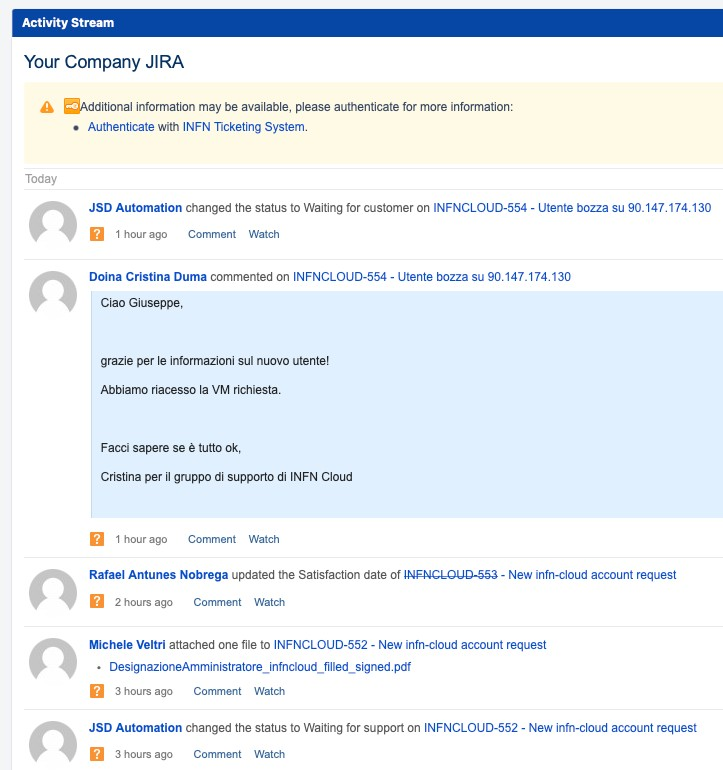 Activity Stream
Your Company JIRA
Additional information may be available, please authenticate for more information:
• Authenticate with INFN Ticketing System.
Today
JSD Automation changed the status to Waiting for customer on INFNCLOUD-554 - Utente bozza su 90.147.174.130
? 1 hour ago Comment Watch
Doina Cristina Duma commented on INFNCLOUD-554 - Utente bozza su 90.147.174.130
Ciao Giuseppe,
grazie per le informazioni sul nuovo utente!
Abbiamo riacesso la VM richiesta.
Facci sapere se è tutto ok,
Cristina per il gruppo di supporto di INFN Cloud
? 1 hour ago Comment Watch
Rafael Antunes Nobrega updated the Satisfaction date of INFNCLOUD-553 - New infn-cloud account request
? 2 hours ago Comment Watch
Michele Veltri attached one file to INFNCLOUD-552 - New infn-cloud account request
• DesignazioneAmministratore_infncloud_filled_signed.pdf
? 3 hours ago Comment Watch
JSD Automation changed the status to Waiting for support on INFNCLOUD-552 - New infn-cloud account request
? 3 hours ago Comment Watch